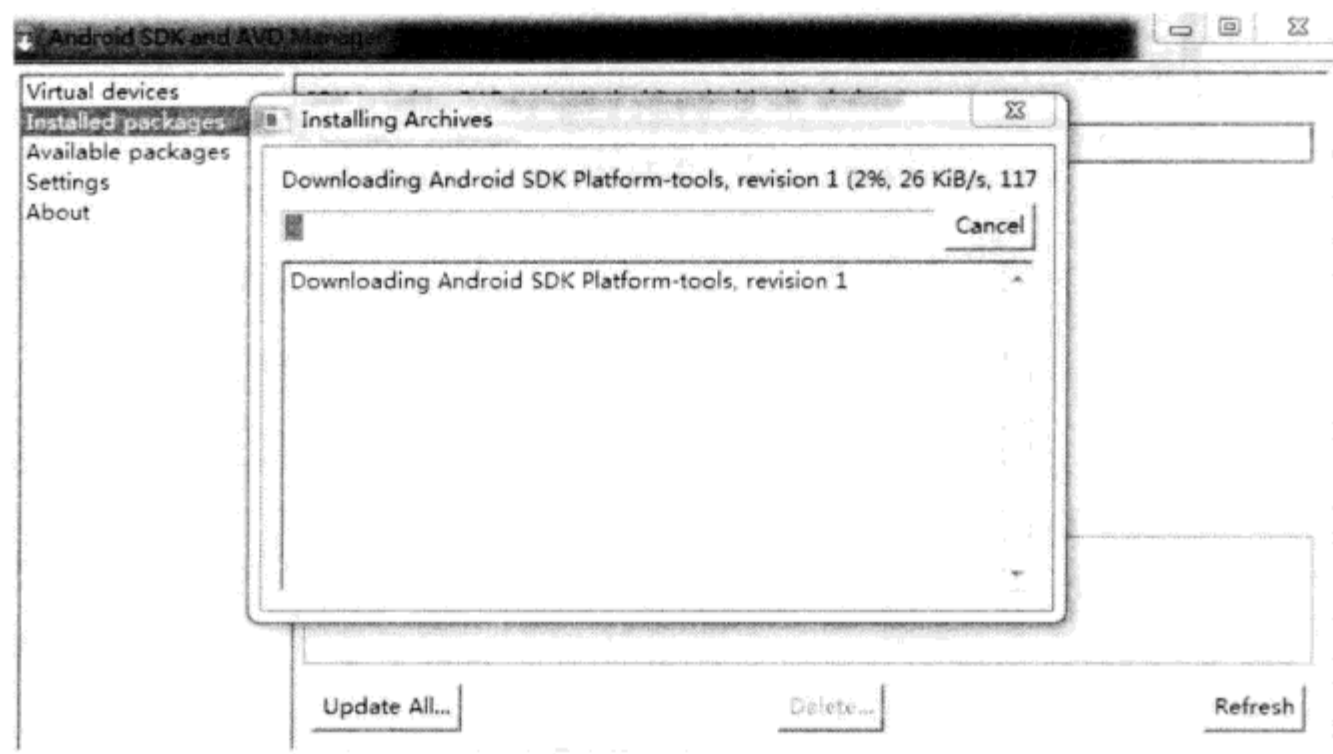 Android SDK and AVD Manager
Virtual devices
Installed packages
Available packages
Settings
About
Installing Archives
Downloading Android SDK Platform-tools, revision 1 (2%, 26 KiB/s, 117
Cancel
Downloading Android SDK Platform-tools, revision 1
Update All...
Delete...
Refresh